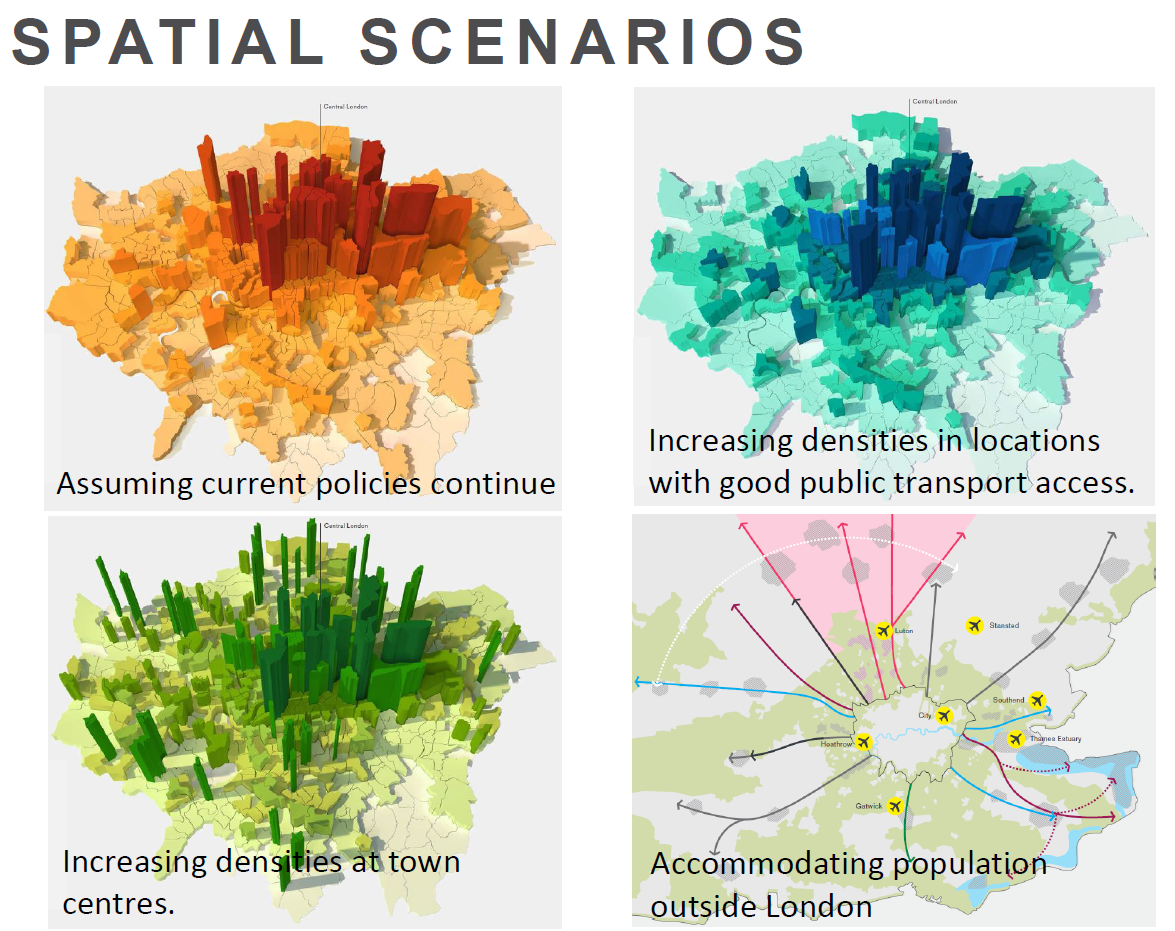 SPATIAL SCENARIOS
Central London
Assuming current policies continue
Central London
Increasing densities in locations
with good public transport access.
Central London
Increasing densities at town
centres.
Luton
Stansted
Southend
City
Thames Estuary
Heathrow
Gatwick
Accommodating population
outside London